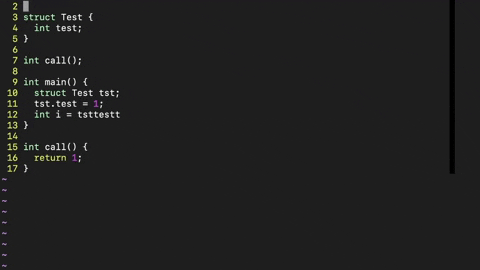 2
3 struct Test {
4   int test;
5 }
6
7 int call();
8
9 int main() {
10   struct Test tst;
11   tst.test = 1;
12   int i = tsttestt
13 }
14
15 int call() {
16   return 1;
17 }
~
~
~
~
~
~
~
~
~